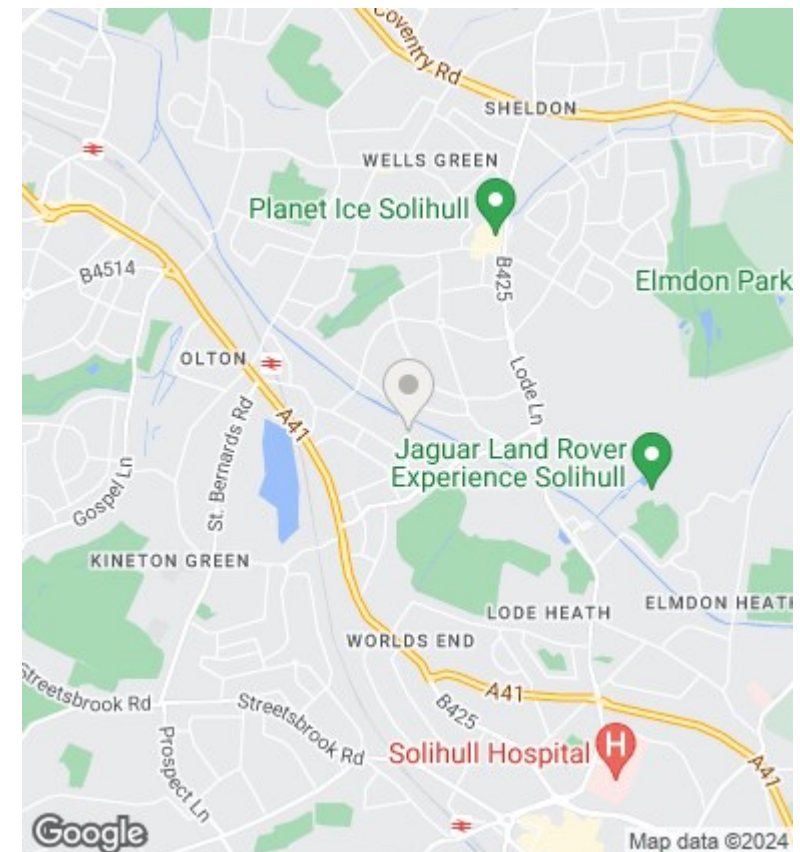 Coventry Rd
SHELDON
WELLS GREEN
Planet Ice Solihull
B4514
B425
Elmdon Park
OLTON
Lode Ln
A41
St. Bernards Rd
Jaguar Land Rover
Experience Solihull
Gospel Ln
KINETON GREEN
LODE HEATH
ELMDON HEATH
WORLDS END
Streetsbrook Rd
Streetsbrook Rd
A41
B425
Prospect Ln
Solihull Hospital
H
A41
Google
Map data ©2024